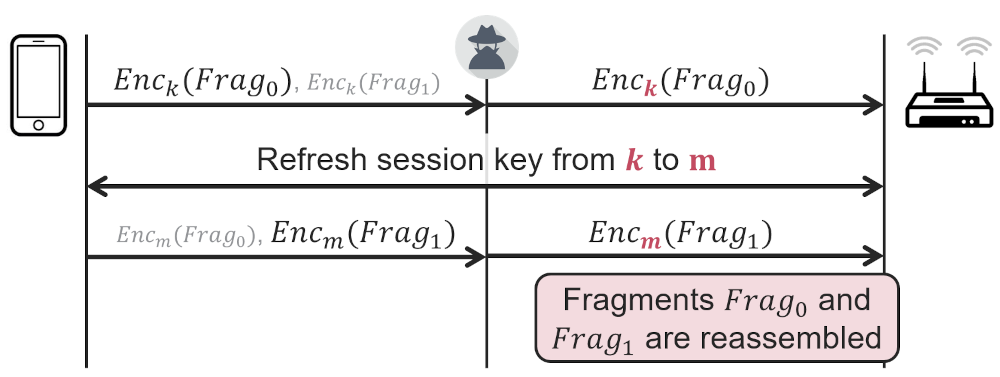 Enc_k(Frag_0), Enc_k(Frag_1)
Enc_k(Frag_0)
Refresh session key from k to m
Enc_m(Frag_0), Enc_m(Frag_1)
Enc_m(Frag_1)
Fragments Frag_0 and
Frag_1 are reassembled